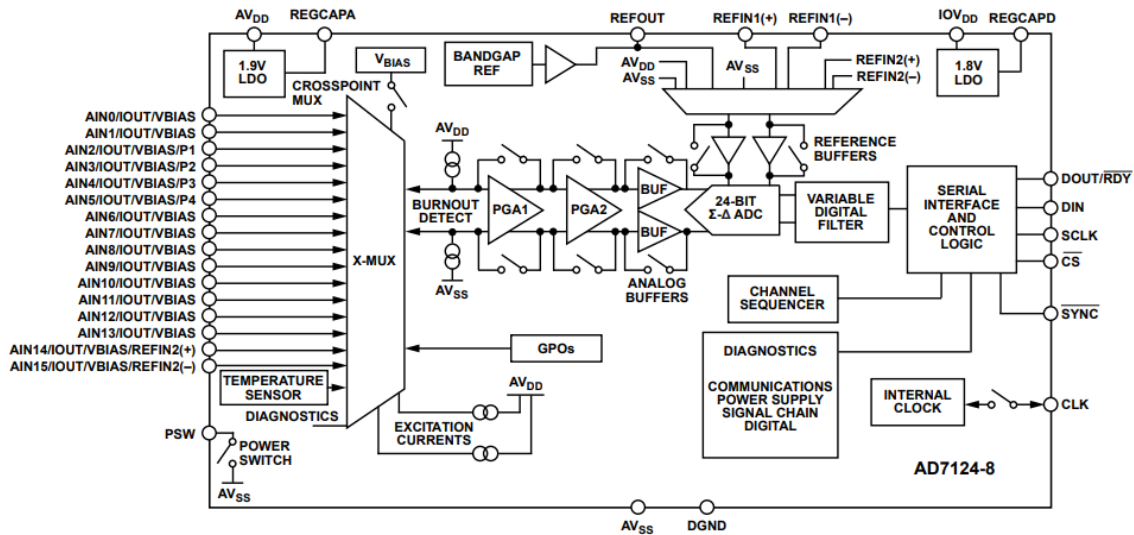 AVDD
REGCAPA
REFOUT
REFIN1(+)
REFIN1(–)
IOVDD
REGCAPD
1.9V
LDO
VBIAS
BANDGAP
REF
AVDD
AVSS
AVSS
REFIN2(+)
REFIN2(–)
1.8V
LDO
CROSSPOINT
MUX
AIN0/IOUT/VBIAS
AIN1/IOUT/VBIAS
AIN2/IOUT/VBIAS/P1
AIN3/IOUT/VBIAS/P2
AIN4/IOUT/VBIAS/P3
AIN5/IOUT/VBIAS/P4
AIN6/IOUT/VBIAS
AIN7/IOUT/VBIAS
AIN8/IOUT/VBIAS
AIN9/IOUT/VBIAS
AIN10/IOUT/VBIAS
AIN11/IOUT/VBIAS
AIN12/IOUT/VBIAS
AIN13/IOUT/VBIAS
AIN14/IOUT/VBIAS/REFIN2(+)
AIN15/IOUT/VBIAS/REFIN2(–)
TEMPERATURE
SENSOR
DIAGNOSTICS
PSW
POWER
SWITCH
AVSS
X-MUX
AVDD
BURNOUT
DETECT
AVSS
PGA1
PGA2
BUF
BUF
ANALOG
BUFFERS
REFERENCE
BUFFERS
24-BIT
Σ-Δ ADC
VARIABLE
DIGITAL
FILTER
SERIAL
INTERFACE
AND
CONTROL
LOGIC
DOUT/RDY
DIN
SCLK
CS
SYNC
CHANNEL
SEQUENCER
GPOs
AVDD
EXCITATION
CURRENTS
DIAGNOSTICS
COMMUNICATIONS
POWER SUPPLY
SIGNAL CHAIN
DIGITAL
INTERNAL
CLOCK
CLK
AD7124-8
AVSS
DGND